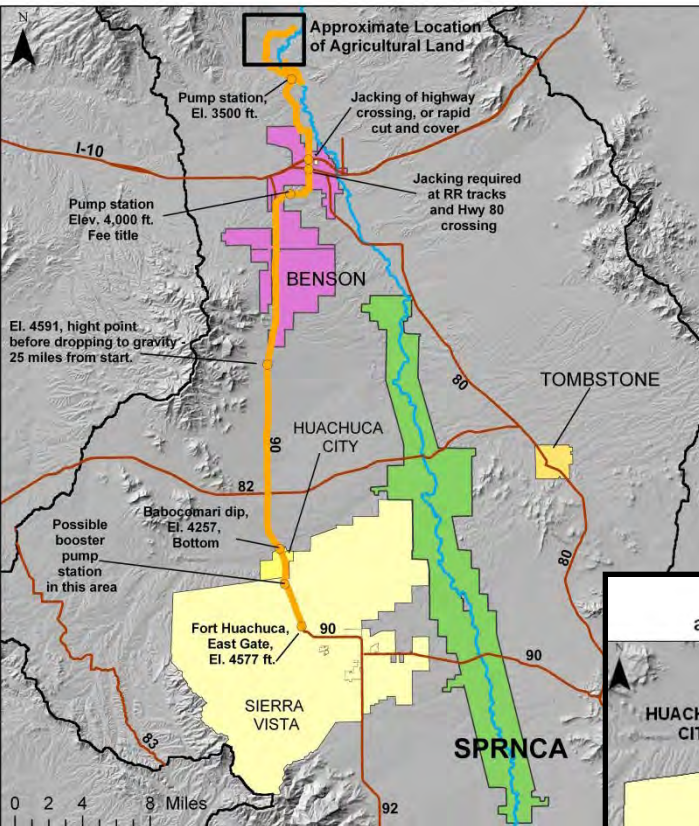 N
Approximate Location
of Agricultural Land
Pump station,
El. 3500 ft.
Jacking of highway
crossing, or rapid
cut and cover
I-10
Jacking required
at RR tracks
and Hwy 80
crossing
Pump station
Elev. 4,000 ft.
Fee title
BENSON
El. 4591, hight point
before dropping to gravity -
25 miles from start.
80
TOMBSTONE
HUACHUCA
CITY
90
82
Babocomari dip,
El. 4257,
Bottom
Possible
booster
pump
station
in this area
80
Fort Huachuca,
East Gate,
El. 4577 ft.
90
90
SIERRA
VISTA
SPRNCA
83
92
0 2 4 8 Miles
a
HUACH
CIT